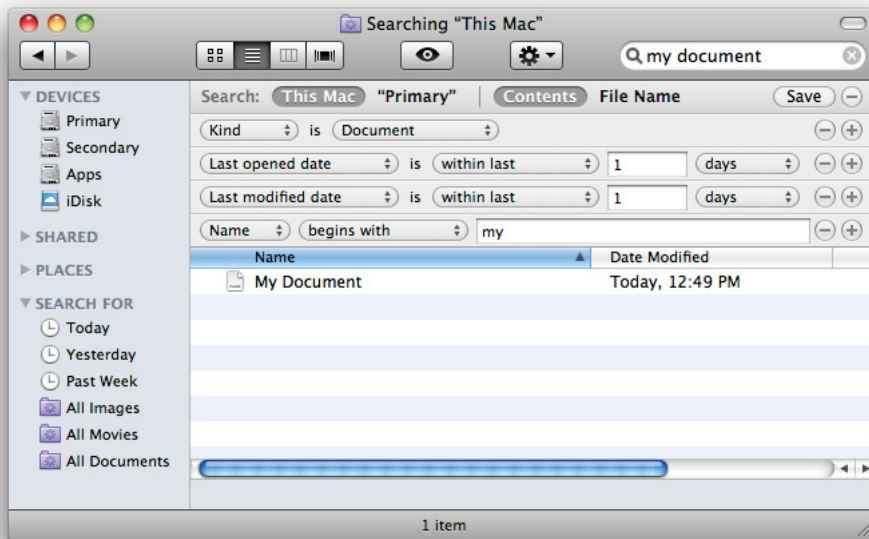 Searching “This Mac”
my document
▼ DEVICES
Primary
Secondary
Apps
iDisk
▶ SHARED
▶ PLACES
▼ SEARCH FOR
Today
Yesterday
Past Week
All Images
All Movies
All Documents
Search: This Mac “Primary” Contents File Name Save
Kind is Document
Last opened date is within last 1 days
Last modified date is within last 1 days
Name begins with my
Name Date Modified
My Document Today, 12:49 PM
1 item